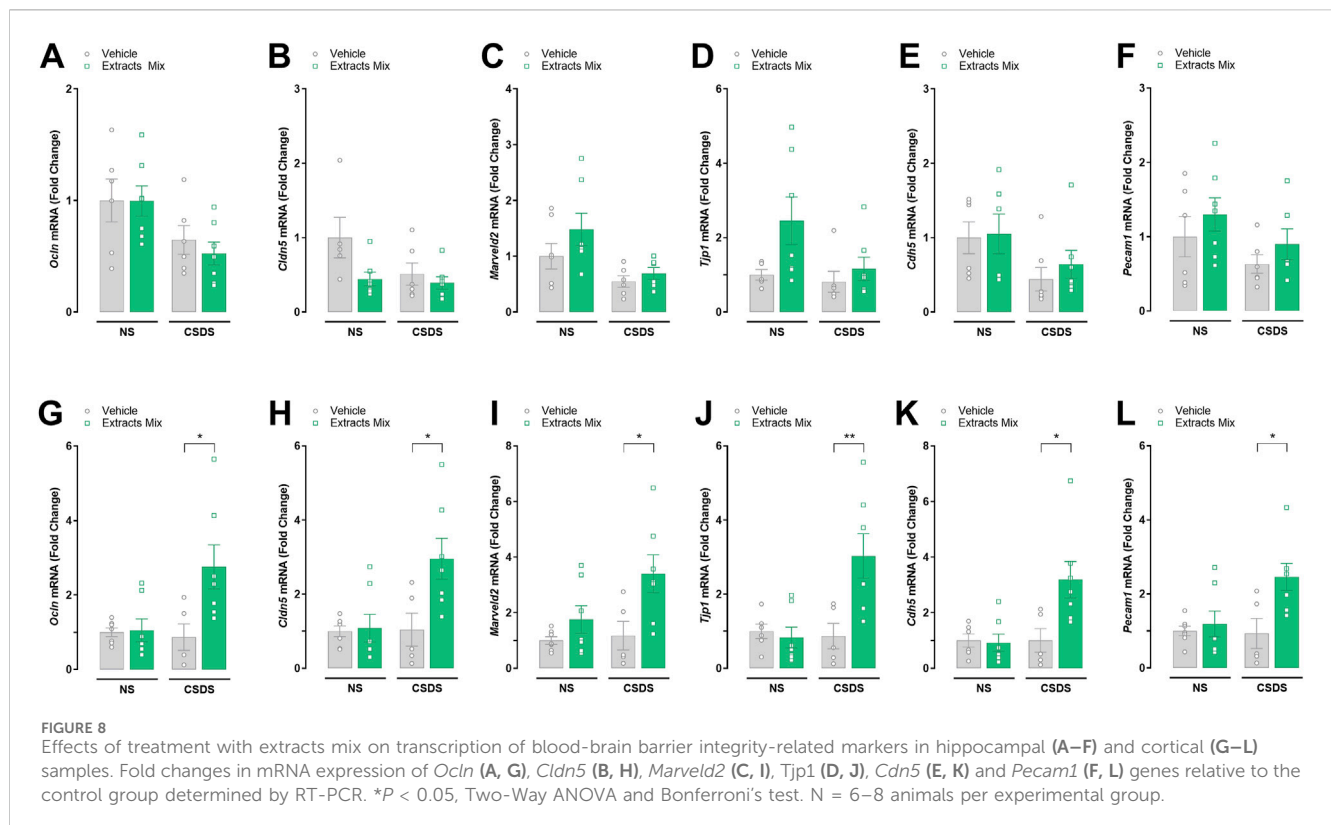 A
Vehicle
Extracts Mix
Ocln mRNA (Fold Change)
2
1
0
NS
CSDS
B
Vehicle
Extracts Mix
Cldn5 mRNA (Fold Change)
3
2
1
0
NS
CSDS
C
Vehicle
Extracts Mix
Marveld2 mRNA (Fold Change)
4
3
2
1
0
NS
CSDS
D
Vehicle
Extracts Mix
Tjp1 mRNA (Fold Change)
6
4
2
0
NS
CSDS
E
Vehicle
Extracts Mix
Cdh5 mRNA (Fold Change)
3
2
1
0
NS
CSDS
F
Vehicle
Extracts Mix
Pecam1 mRNA (Fold Change)
3
2
1
0
NS
CSDS
G
Vehicle
Extracts Mix
Ocln mRNA (Fold Change)
6
4
2
0
*
NS
CSDS
H
Vehicle
Extracts Mix
Cldn5 mRNA (Fold Change)
6
4
2
0
*
NS
CSDS
I
Vehicle
Extracts Mix
Marveld2 mRNA (Fold Change)
8
6
4
2
0
*
NS
CSDS
J
Vehicle
Extracts Mix
Tjp1 mRNA (Fold Change)
6
4
2
0
**
NS
CSDS
K
Vehicle
Extracts Mix
Cdh5 mRNA (Fold Change)
8
6
4
2
0
*
NS
CSDS
L
Vehicle
Extracts Mix
Pecam1 mRNA (Fold Change)
6
4
2
0
*
NS
CSDS
FIGURE 8
Effects of treatment with extracts mix on transcription of blood-brain barrier integrity-related markers in hippocampal (A–F) and cortical (G–L)
samples. Fold changes in mRNA expression of Ocln (A, G), Cldn5 (B, H), Marveld2 (C, I), Tjp1 (D, J), Cdn5 (E, K) and Pecam1 (F, L) genes relative to the
control group determined by RT-PCR. *P < 0.05, Two-Way ANOVA and Bonferroni's test. N = 6–8 animals per experimental group.